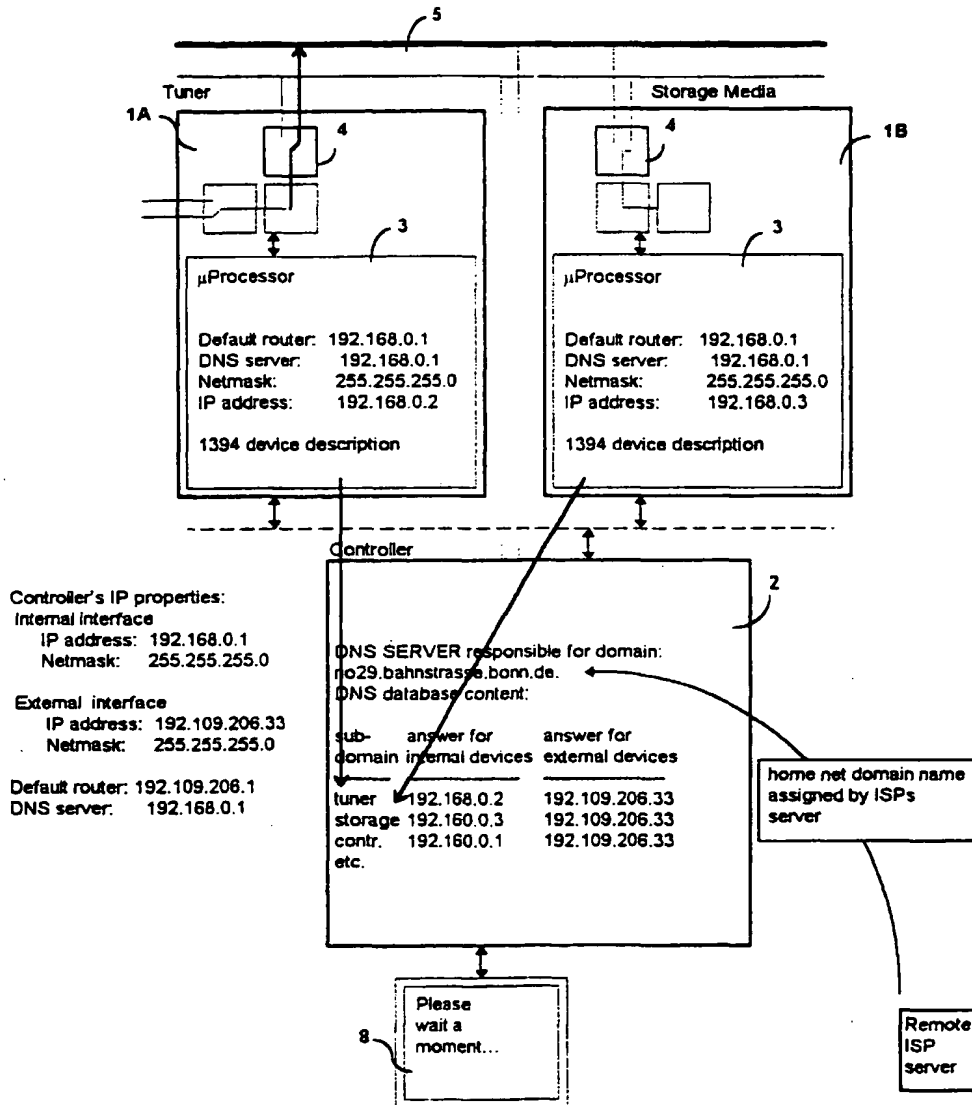 5
Tuner
Storage Media
1A
4
4
1B
3
3
µProcessor
Default router: 192.168.0.1
DNS server: 192.168.0.1
Netmask: 255.255.255.0
IP address: 192.168.0.2
1394 device description
µProcessor
Default router: 192.168.0.1
DNS server: 192.168.0.1
Netmask: 255.255.255.0
IP address: 192.168.0.3
1394 device description
Controller
2
Controller's IP properties:
Internal interface
IP address: 192.168.0.1
Netmask: 255.255.255.0
External interface
IP address: 192.109.206.33
Netmask: 255.255.255.0
Default router: 192.109.206.1
DNS server: 192.168.0.1
DNS SERVER responsible for domain:
no29.bahnstrasse.bonn.de.
DNS database content:
sub- answer for answer for
domain internal devices external devices
tuner 192.168.0.2 192.109.206.33
storage 192.160.0.3 192.109.206.33
contr. 192.160.0.1 192.109.206.33
etc.
home net domain name
assigned by ISPs
server
8
Please
wait a
moment...
Remote
ISP
server